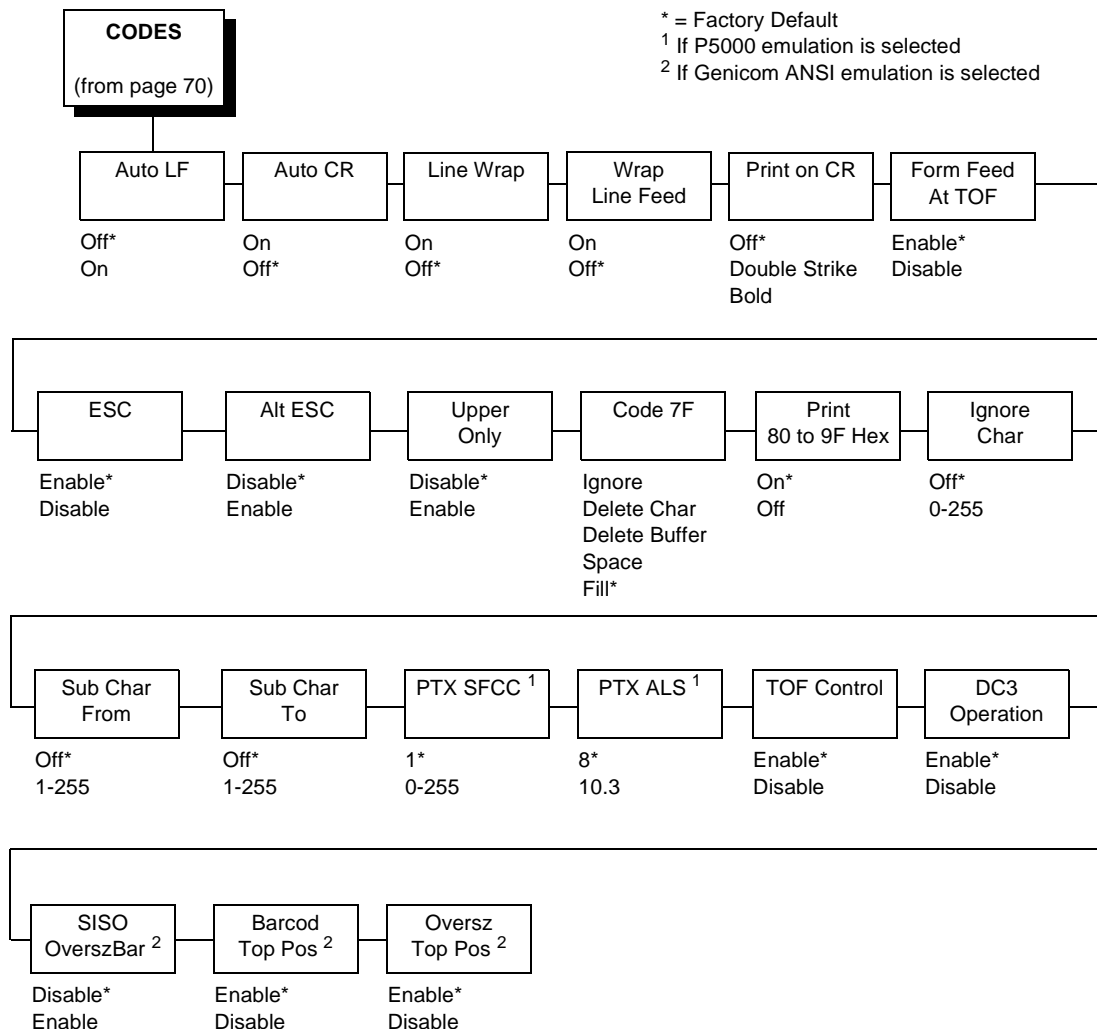 CODES
(from page 70)
* = Factory Default
1 If P5000 emulation is selected
2 If Genicom ANSI emulation is selected
Auto LF
Off*
On
Auto CR
On
Off*
Line Wrap
On
Off*
Wrap
Line Feed
On
Off*
Print on CR
Off*
Double Strike
Bold
Form Feed
At TOF
Enable*
Disable
ESC
Enable*
Disable
Alt ESC
Disable*
Enable
Upper
Only
Disable*
Enable
Code 7F
Ignore
Delete Char
Delete Buffer
Space
Fill*
Print
80 to 9F Hex
On*
Off
Ignore
Char
Off*
0-255
Sub Char
From
Off*
1-255
Sub Char
To
Off*
1-255
PTX SFCC 1
1*
0-255
PTX ALS 1
8*
10.3
TOF Control
Enable*
Disable
DC3
Operation
Enable*
Disable
SISO
OverszBar 2
Disable*
Enable
Barcod
Top Pos 2
Enable*
Disable
Oversz
Top Pos 2
Enable*
Disable